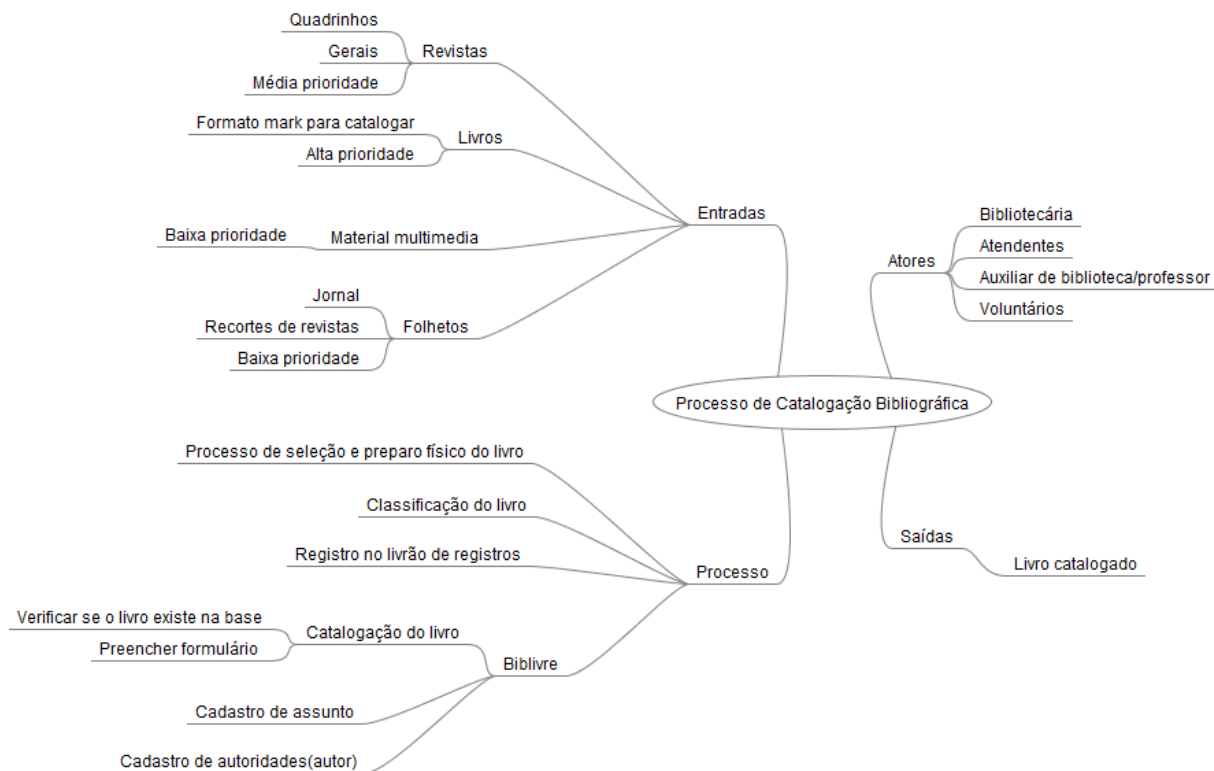 Quadrinhos
Gerais
Média prioridade
Revistas
Formato mark para catalogar
Alta prioridade
Livros
Baixa prioridade
Material multimedia
Jornal
Recortes de revistas
Baixa prioridade
Folhetos
Entradas
Bibliotecária
Atendentes
Auxiliar de biblioteca/professor
Voluntários
Atores
Processo de Catalogação Bibliográfica
Processo de seleção e preparo físico do livro
Classificação do livro
Registro no livrão de registros
Verificar se o livro existe na base
Preencher formulário
Catalogação do livro
Cadastro de assunto
Cadastro de autoridades(autor)
Biblivre
Processo
Saídas
Livro catalogado